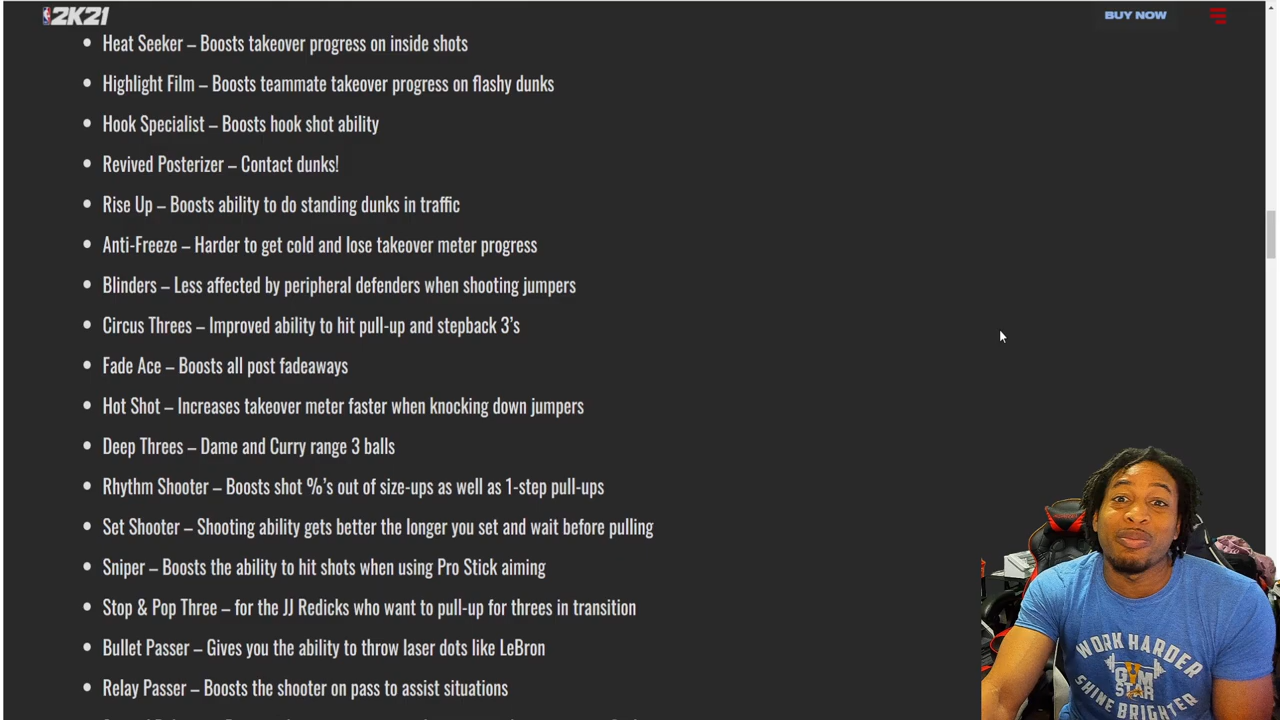 NBA 2K21
BUY NOW
Heat Seeker – Boosts takeover progress on inside shots
Highlight Film – Boosts teammate takeover progress on flashy dunks
Hook Specialist – Boosts hook shot ability
Revived Posterizer – Contact dunks!
Rise Up – Boosts ability to do standing dunks in traffic
Anti-Freeze – Harder to get cold and lose takeover meter progress
Blinders – Less affected by peripheral defenders when shooting jumpers
Circus Threes – Improved ability to hit pull-up and stepback 3’s
Fade Ace – Boosts all post fadeaways
Hot Shot – Increases takeover meter faster when knocking down jumpers
Deep Threes – Dame and Curry range 3 balls
Rhythm Shooter – Boosts shot %’s out of size-ups as well as 1-step pull-ups
Set Shooter – Shooting ability gets better the longer you set and wait before pulling
Sniper – Boosts the ability to hit shots when using Pro Stick aiming
Stop & Pop Three – for the JJ Redicks who want to pull-up for threes in transition
Bullet Passer – Gives you the ability to throw laser dots like LeBron
Relay Passer – Boosts the shooter on pass to assist situations
WORK HARDER
GYM
STAR
SHINE BRIGHTER